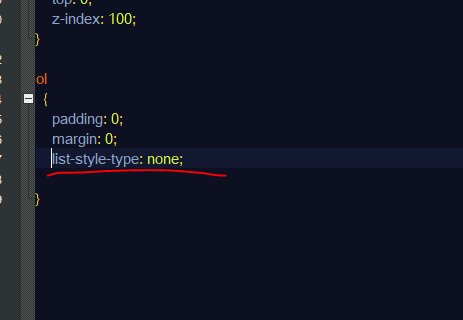 top: 0;
z-index: 100;
}
ol
{
padding: 0;
margin: 0;
list-style-type: none;
}